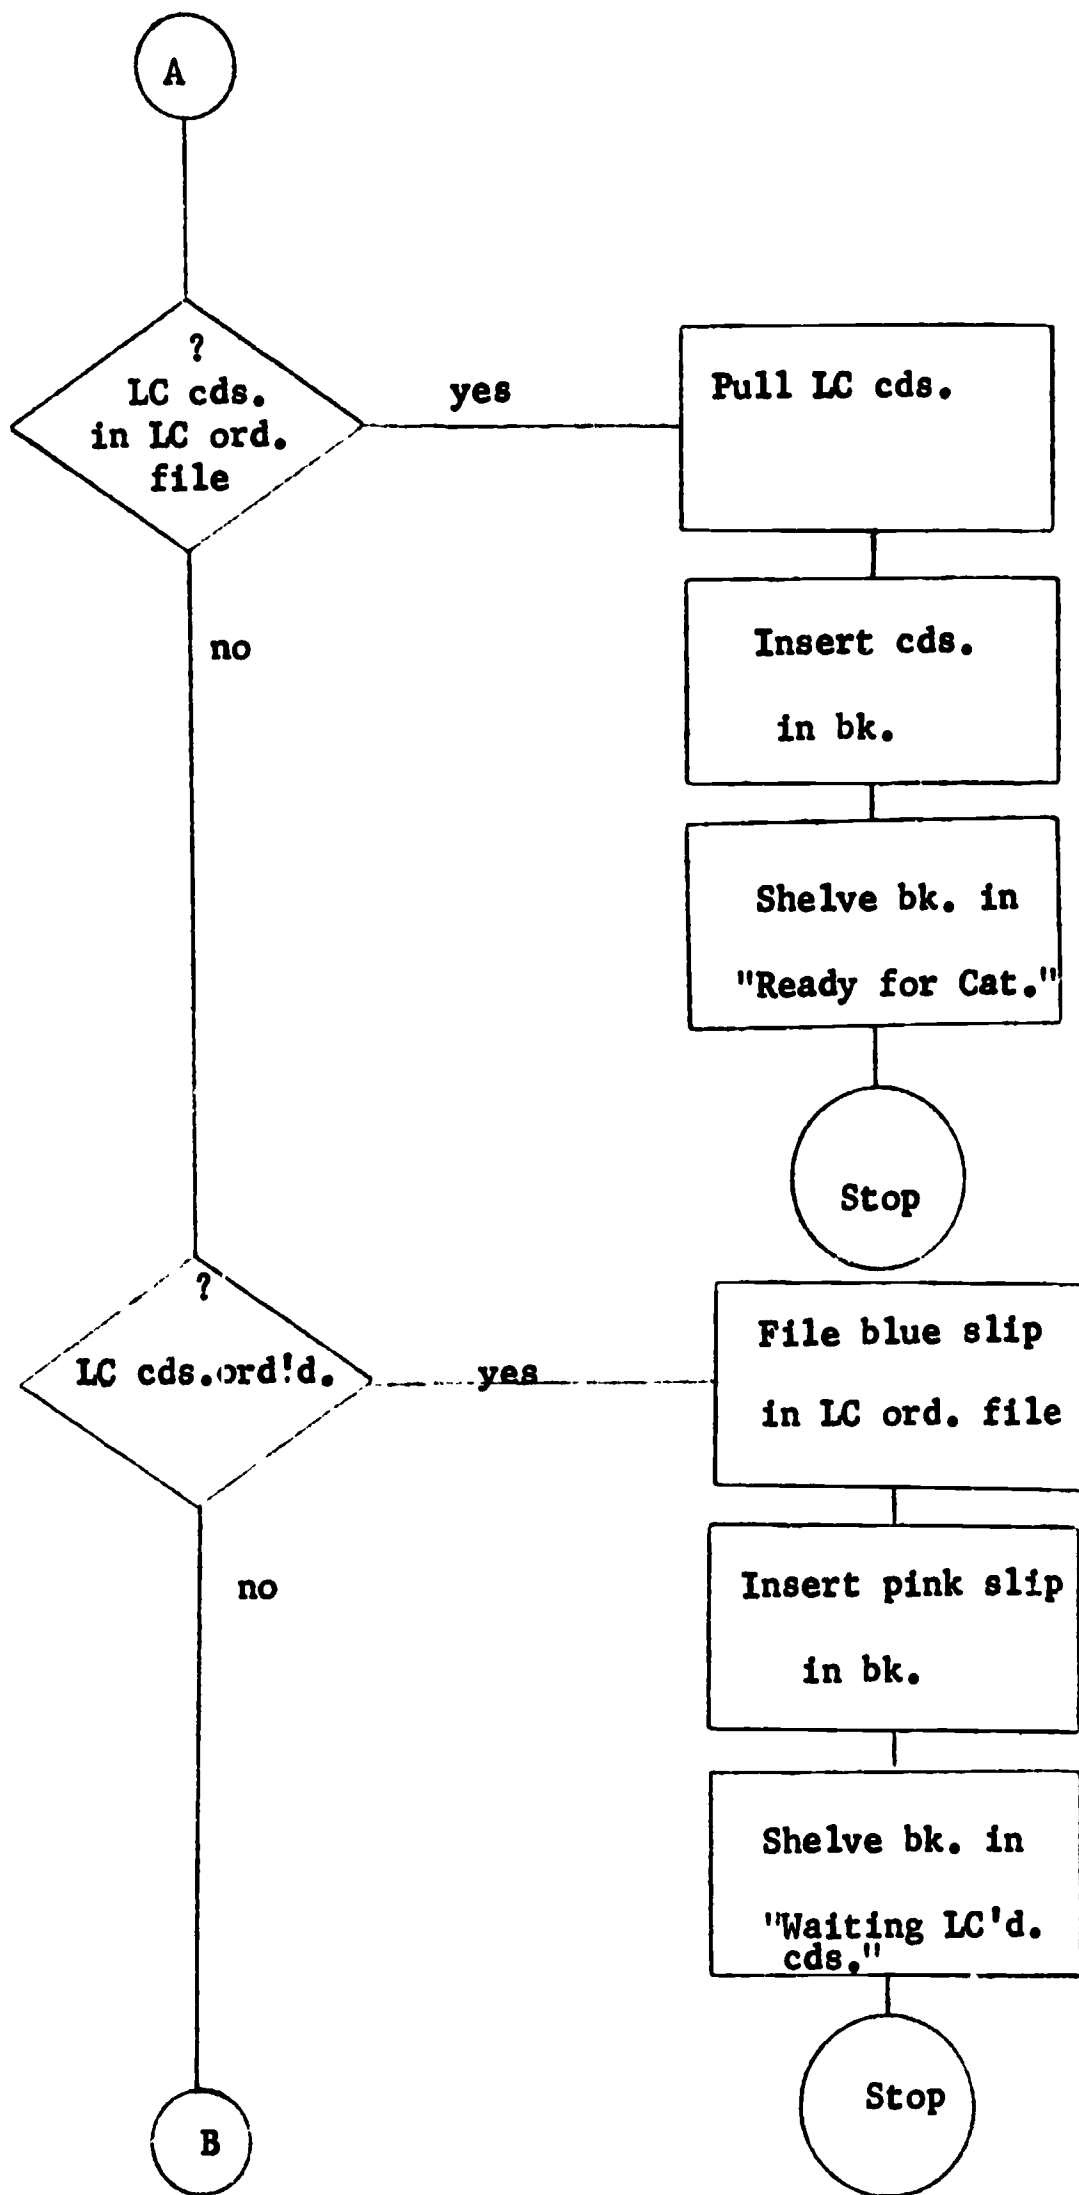 A
?
LC cds.
in LC ord.
file
yes
Pull LC cds.
Insert cds.
in bk.
no
Shelve bk. in
"Ready for Cat."
Stop
?
LC cds.ord!d.
yes
File blue slip
in LC ord. file
no
Insert pink slip
in bk.
Shelve bk. in
"Waiting LC'd.
cds."
Stop
B